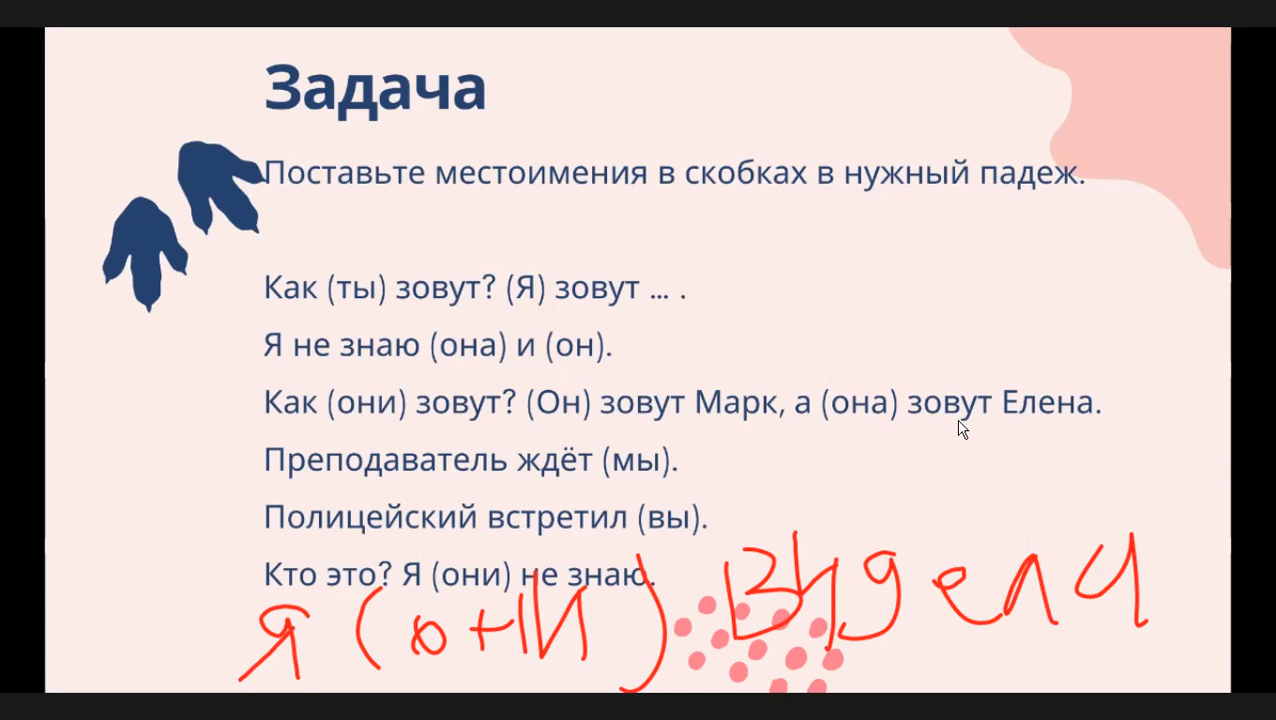 Задача
Поставьте местоимения в скобках в нужный падеж.
Как (ты) зовут? (Я) зовут ... .
Я не знаю (она) и (он).
Как (они) зовут? (Он) зовут Марк, а (она) зовут Елена.
Преподаватель ждёт (мы).
Полицейский встретил (вы).
Кто это? Я (они) не знаю.
Я (они) видела